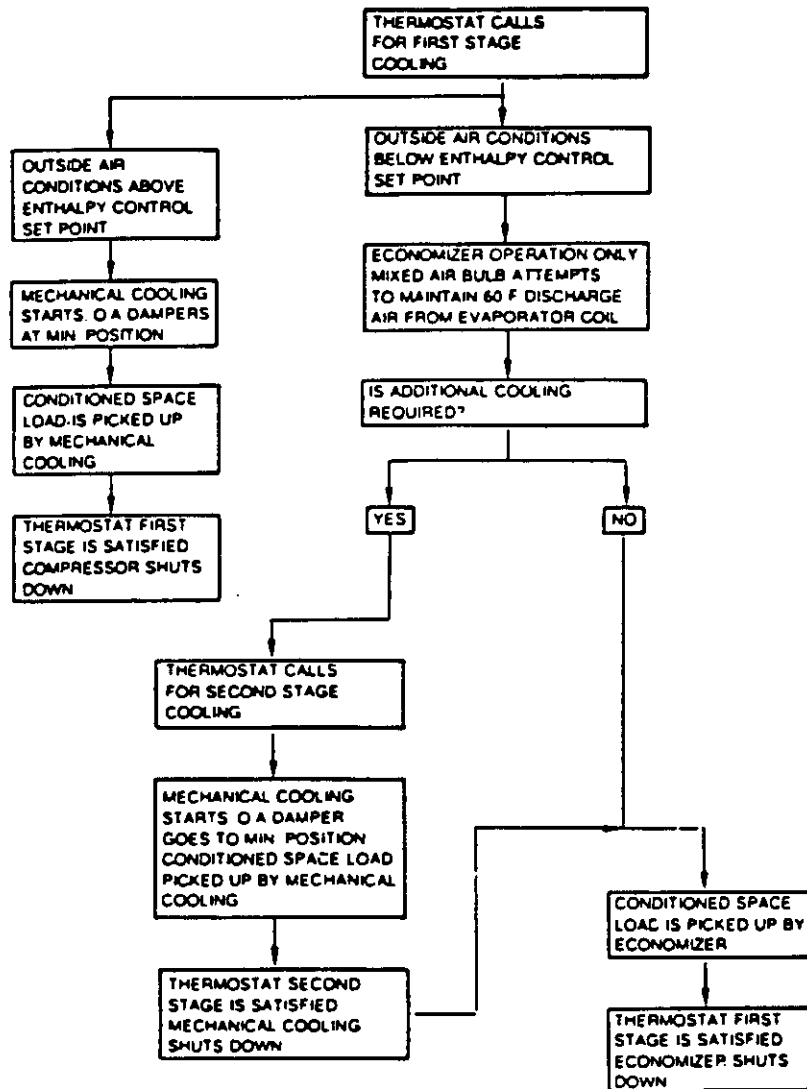 THERMOSTAT CALLS
FOR FIRST STAGE
COOLING
OUTSIDE AIR
CONDITIONS ABOVE
ENTHALPY CONTROL
SET POINT
OUTSIDE AIR CONDITIONS
BELOW ENTHALPY CONTROL
SET POINT
MECHANICAL COOLING
STARTS. O A DAMPERS
AT MIN. POSITION
ECONOMIZER OPERATION ONLY
MIXED AIR BULB ATTEMPTS
TO MAINTAIN 60 F DISCHARGE
AIR FROM EVAPORATOR COIL
CONDITIONED SPACE
LOAD IS PICKED UP
BY MECHANICAL
COOLING
IS ADDITIONAL COOLING
REQUIRED?
THERMOSTAT FIRST
STAGE IS SATISFIED
COMPRESSOR SHUTS
DOWN
YES
NO
THERMOSTAT CALLS
FOR SECOND STAGE
COOLING
MECHANICAL COOLING
STARTS. O A DAMPER
GOES TO MIN. POSITION
CONDITIONED SPACE LOAD
PICKED UP BY MECHANICAL
COOLING
CONDITIONED SPACE
LOAD IS PICKED UP BY
ECONOMIZER
THERMOSTAT SECOND
STAGE IS SATISFIED
MECHANICAL COOLING
SHUTS DOWN
THERMOSTAT FIRST
STAGE IS SATISFIED
ECONOMIZER SHUTS
DOWN